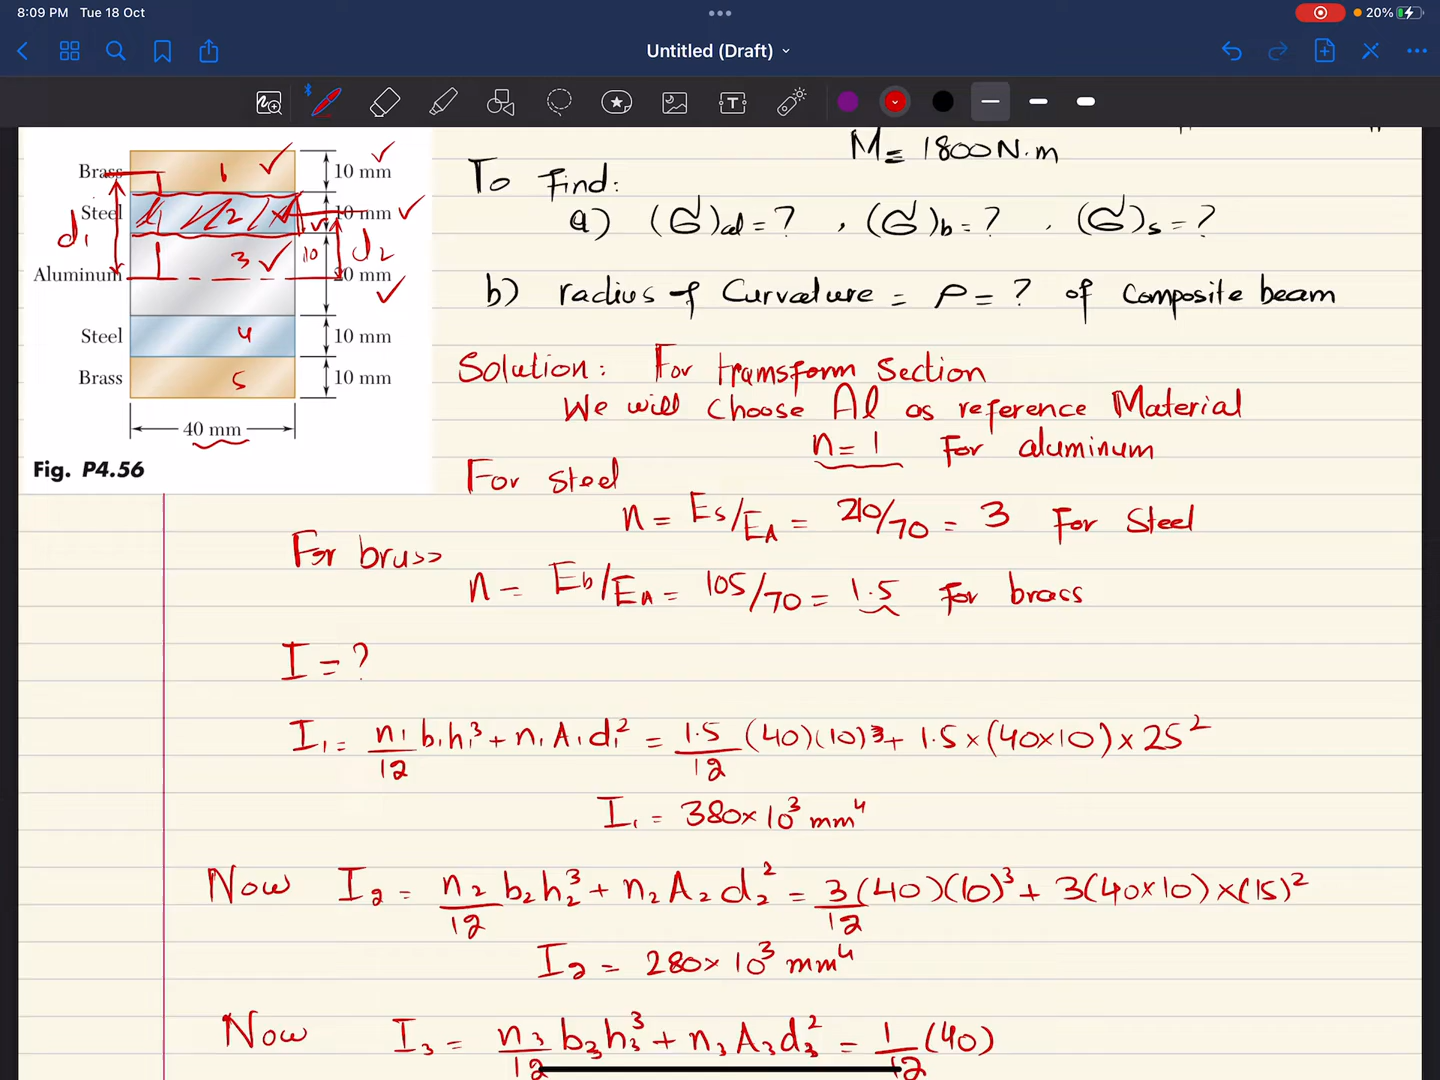 8:09 PM Tue 18 Oct
20%
Untitled (Draft)
M = 1800 N.m
To Find:
a) (σ)al = ? , (σ)b = ? , (σ)s = ?
b) radius of Curvature = ρ = ? of composite beam
Brass 1 10 mm
Steel 2 10 mm
d₁ 3 10 d₂
Aluminum 20 mm
Steel 4 10 mm
Brass 5 10 mm
40 mm
Fig. P4.56
Solution: For transform Section
We will choose Al as reference Material
n = 1 For aluminum
For steel
n = Es/EA = 210/70 = 3 For Steel
For brass
n = Eb/EA = 105/70 = 1.5 For brass
I = ?
I₁ = n₁/12 b₁h₁³ + n₁A₁d₁² = 1.5/12 (40)(10)³ + 1.5×(40×10)×25²
I₁ = 380×10³ mm⁴
Now I₂ = n₂/12 b₂h₂³ + n₂A₂d₂² = 3/12 (40)(10)³ + 3(40×10)×(15)²
I₂ = 280×10³ mm⁴
Now I₃ = n₃/12 b₃h₃³ + n₃A₃d₃² = 1/12 (40)